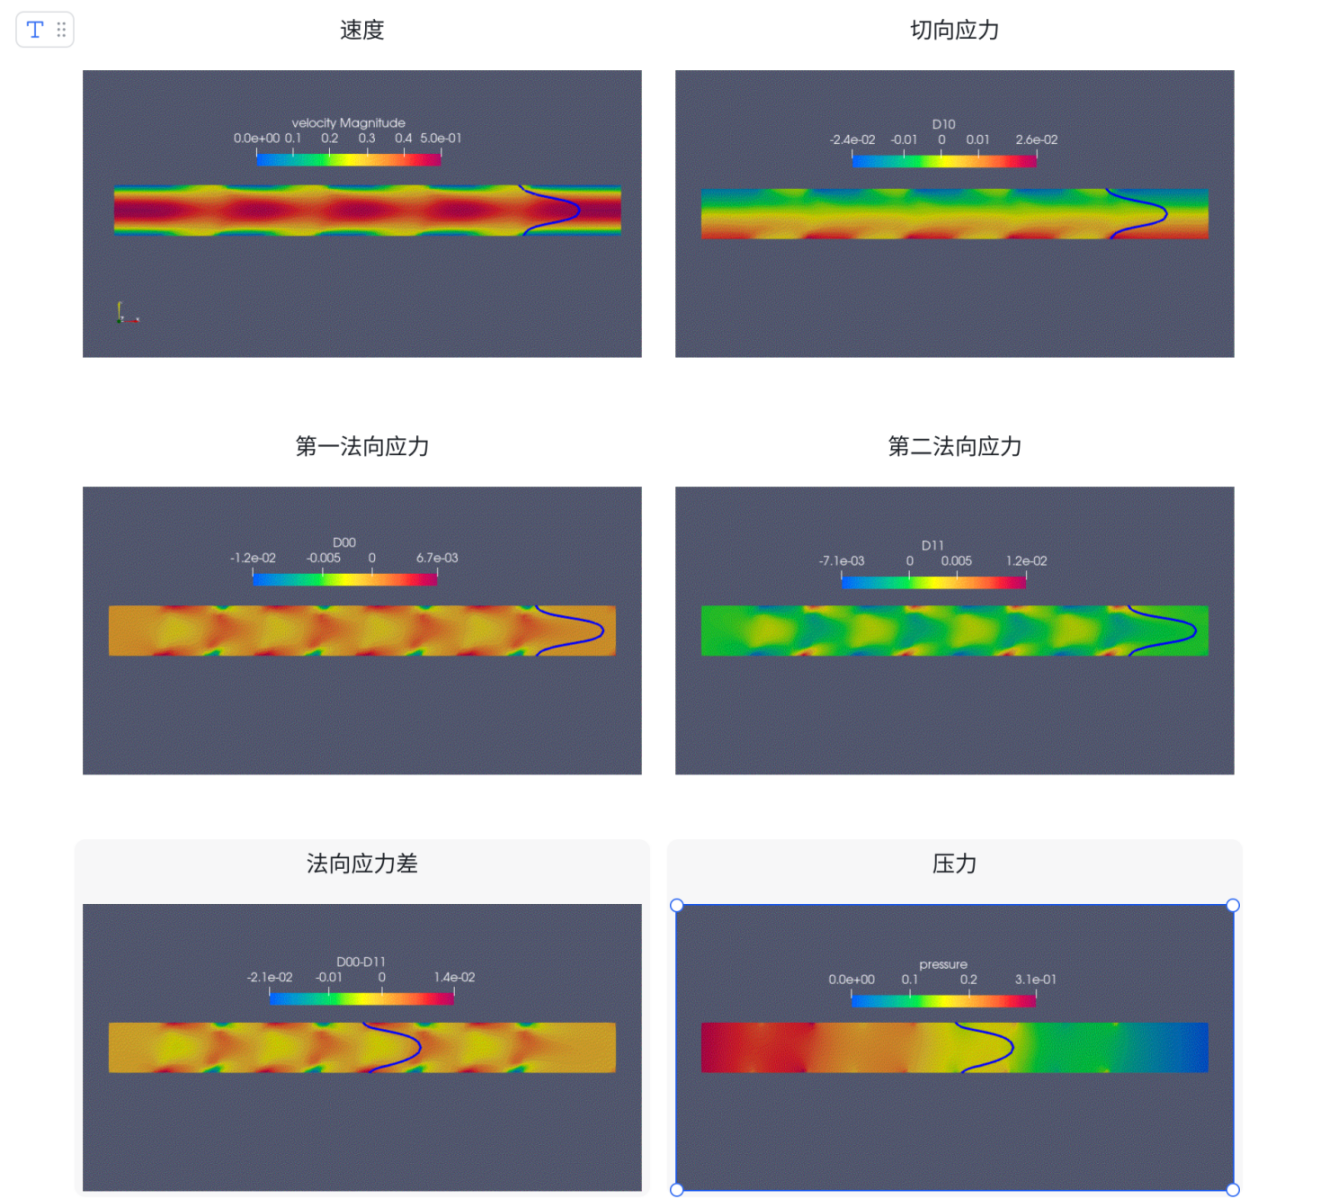 T
速度
切向应力
velocity Magnitude
0.0e+00 0.1 0.2 0.3 0.4 5.0e-01
D10
-2.4e-02 -0.01 0 0.01 2.6e-02
第一法向应力
第二法向应力
D00
-1.2e-02 -0.005 0 6.7e-03
D11
-7.1e-03 0 0.005 1.2e-02
法向应力差
压力
D00-D11
-2.1e-02 -0.01 0 1.4e-02
pressure
0.0e+00 0.1 0.2 3.1e-01